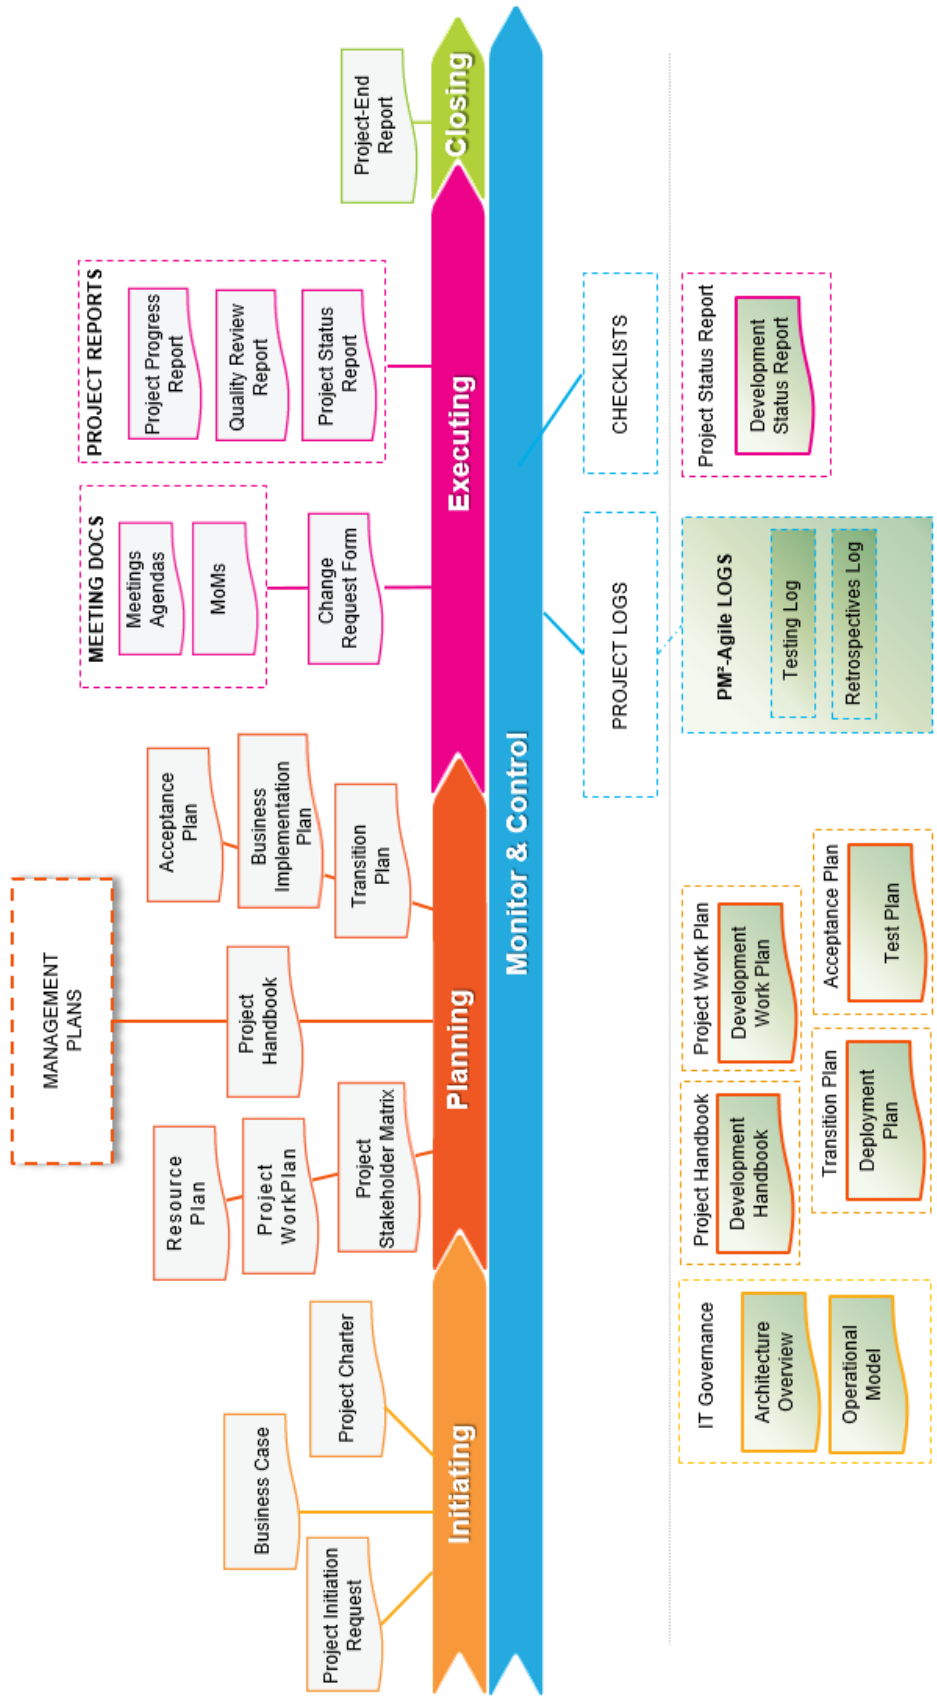 MANAGEMENT
PLANS
Project Initiation
Request
Business Case
Project Charter
Resource
Plan
Project
WorkPlan
Project
Stakeholder Matrix
Project
Handbook
Acceptance
Plan
Business
Implementation
Plan
Transition
Plan
MEETING DOCS
Meetings
Agendas
MoMs
Change
Request Form
PROJECT REPORTS
Project Progress
Report
Quality Review
Report
Project Status
Report
Project-End
Report
Initiating
Planning
Executing
Closing
Monitor & Control
PROJECT LOGS
CHECKLISTS
IT Governance
Architecture
Overview
Operational
Model
Project Handbook
Development
Handbook
Project Work Plan
Development
Work Plan
Transition Plan
Deployment
Plan
Acceptance Plan
Test Plan
PM²-Agile LOGS
Testing Log
Retrospectives Log
Project Status Report
Development
Status Report